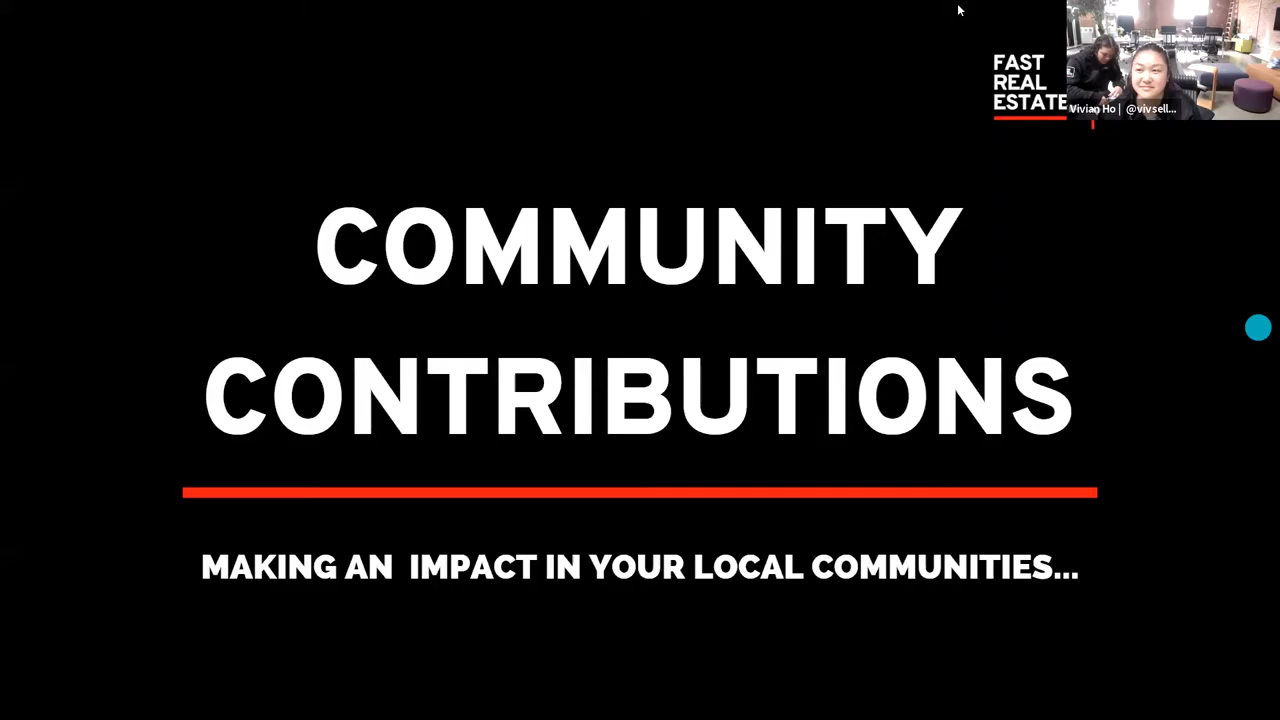 FAST
REAL
ESTATE
Vivian Ho | @vivsell...
COMMUNITY
CONTRIBUTIONS
MAKING AN  IMPACT IN YOUR LOCAL COMMUNITIES...